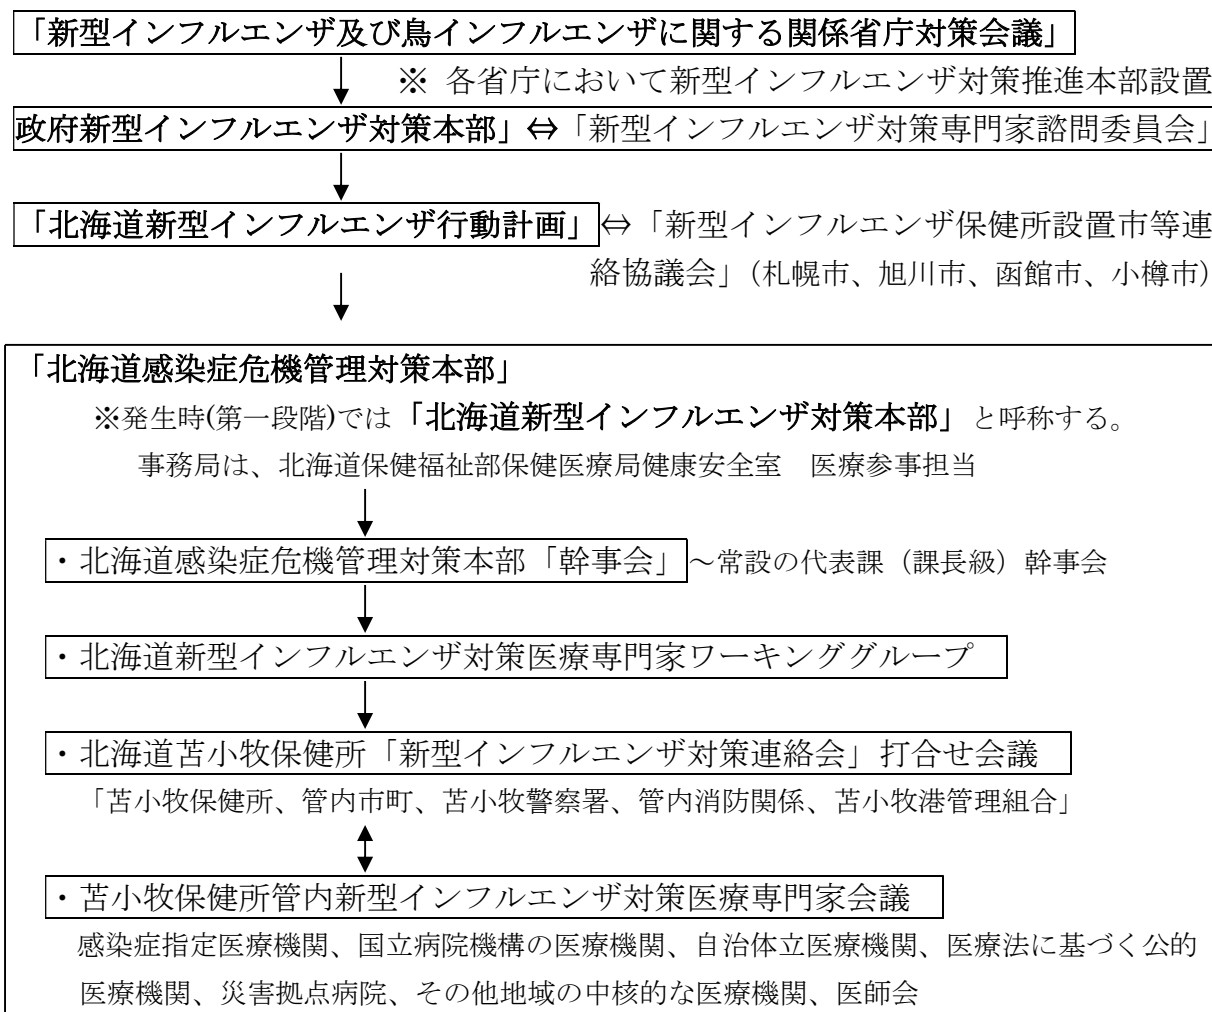 「新型インフルエンザ及び鳥インフルエンザに関する関係省庁対策会議」
※ 各省庁において新型インフルエンザ対策推進本部設置
政府新型インフルエンザ対策本部」⇔「新型インフルエンザ対策専門家諮問委員会」
「北海道新型インフルエンザ行動計画」⇔「新型インフルエンザ保健所設置市等連
絡協議会」(札幌市、旭川市、函館市、小樽市)
「北海道感染症危機管理対策本部」
※発生時(第一段階)では「北海道新型インフルエンザ対策本部」と呼称する。
事務局は、北海道保健福祉部保健医療局健康安全室 医療参事担当
・北海道感染症危機管理対策本部「幹事会」~常設の代表課(課長級)幹事会
・北海道新型インフルエンザ対策医療専門家ワーキンググループ
・北海道苫小牧保健所「新型インフルエンザ対策連絡会」打合せ会議
「苫小牧保健所、管内市町、苫小牧警察署、管内消防関係、苫小牧港管理組合」
・苫小牧保健所管内新型インフルエンザ対策医療専門家会議
感染症指定医療機関、国立病院機構の医療機関、自治体立医療機関、医療法に基づく公的
医療機関、災害拠点病院、その他地域の中核的な医療機関、医師会